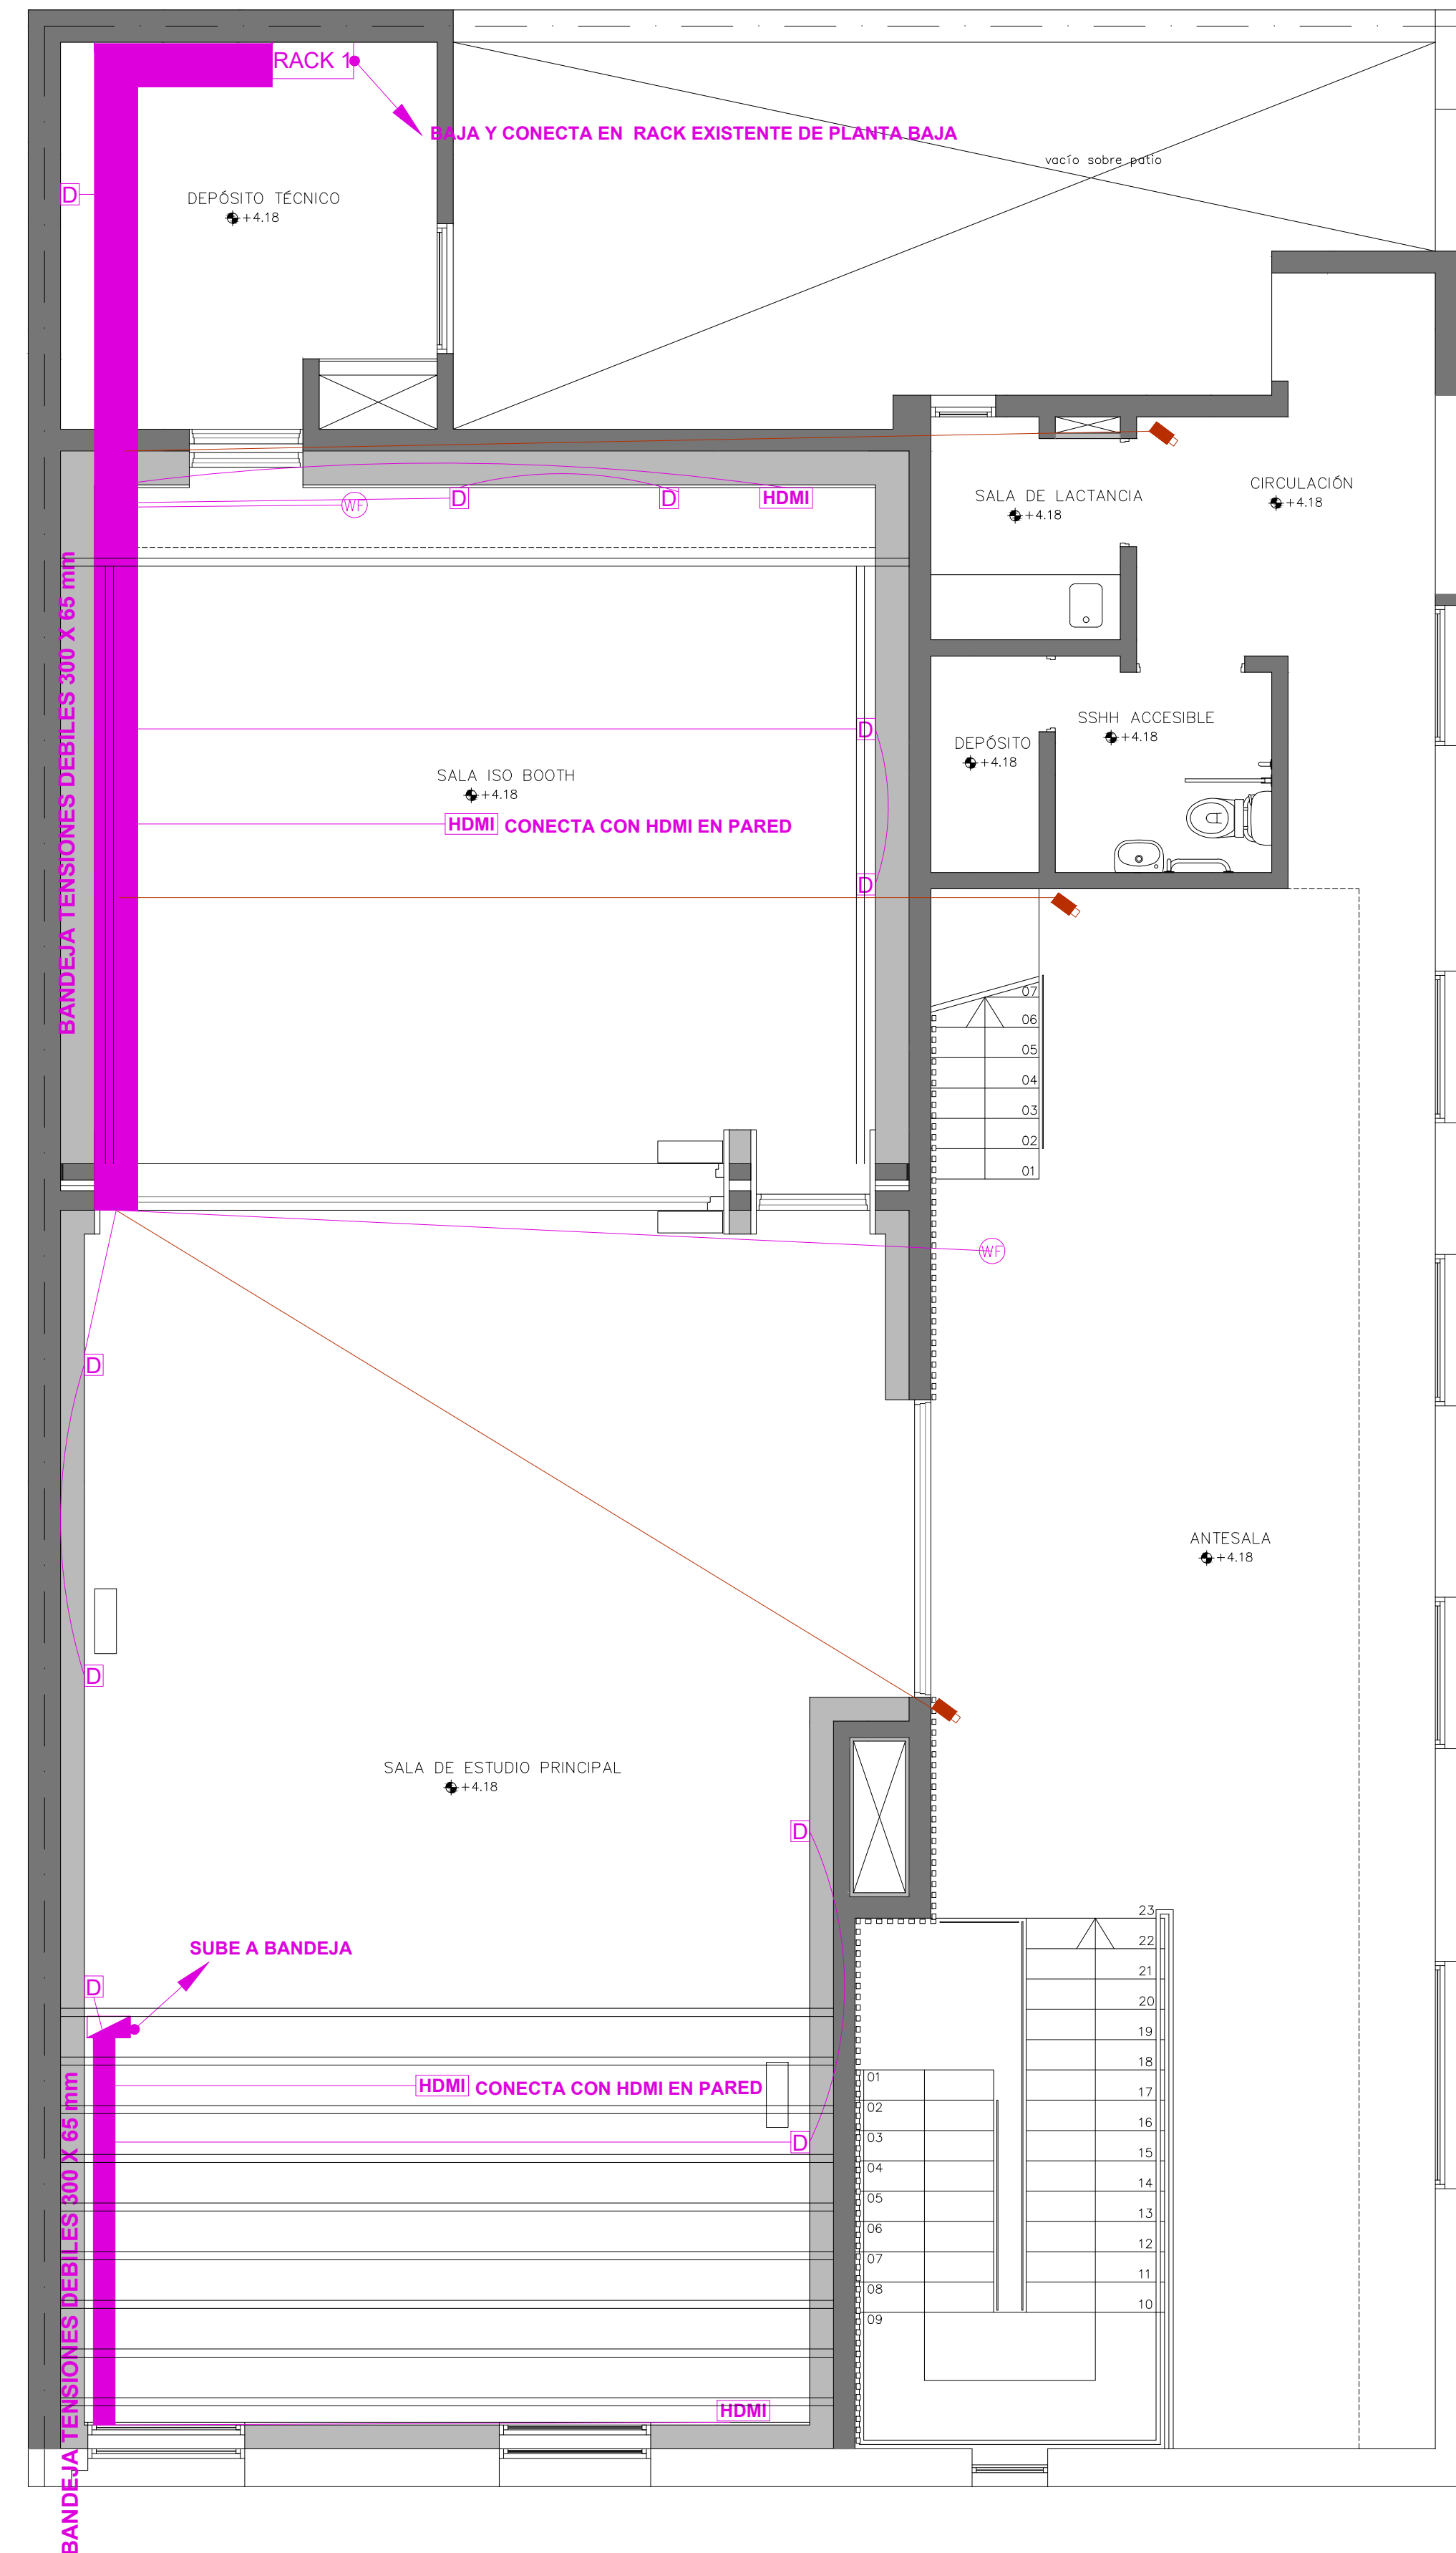 RACK 1
BAJA Y CONECTA EN RACK EXISTENTE DE PLANTA BAJA
vacío sobre patio
D
DEPÓSITO TÉCNICO
+4.18
SALA DE LACTANCIA
+4.18
CIRCULACIÓN
+4.18
WF
D
D
HDMI
BANDEJA TENSIONES DEBILES 300 X 65 mm
D
SSHH ACCESIBLE
+4.18
DEPÓSITO
+4.18
SALA ISO BOOTH
+4.18
HDMI CONECTA CON HDMI EN PARED
D
07
06
05
04
03
02
01
WF
D
ANTESALA
+4.18
D
SALA DE ESTUDIO PRINCIPAL
+4.18
D
SUBE A BANDEJA
D
23
22
21
20
19
18
17
16
15
14
13
12
11
10
01
02
03
04
05
06
07
08
09
HDMI CONECTA CON HDMI EN PARED
D
BANDEJA TENSIONES DEBILES 300 X 65 mm
HDMI